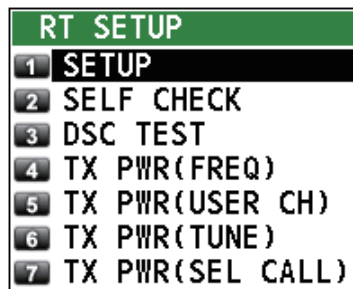 RT SETUP
1 SETUP
2 SELF CHECK
3 DSC TEST
4 TX PWR(FREQ)
5 TX PWR(USER CH)
6 TX PWR(TUNE)
7 TX PWR(SEL CALL)